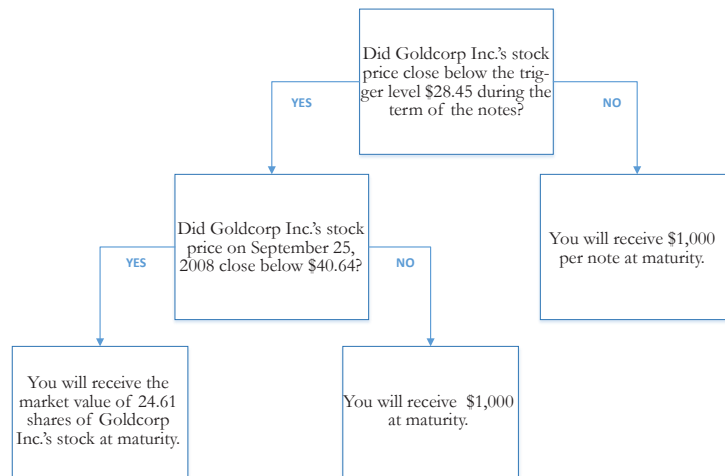 Did Goldcorp Inc.'s stock
price close below the trig-
ger level $28.45 during the
term of the notes?
YES
NO
Did Goldcorp Inc.'s stock
price on September 25,
2008 close below $40.64?
You will receive $1,000
per note at maturity.
YES
NO
You will receive the
market value of 24.61
shares of Goldcorp
Inc.'s stock at maturity.
You will receive $1,000
at maturity.